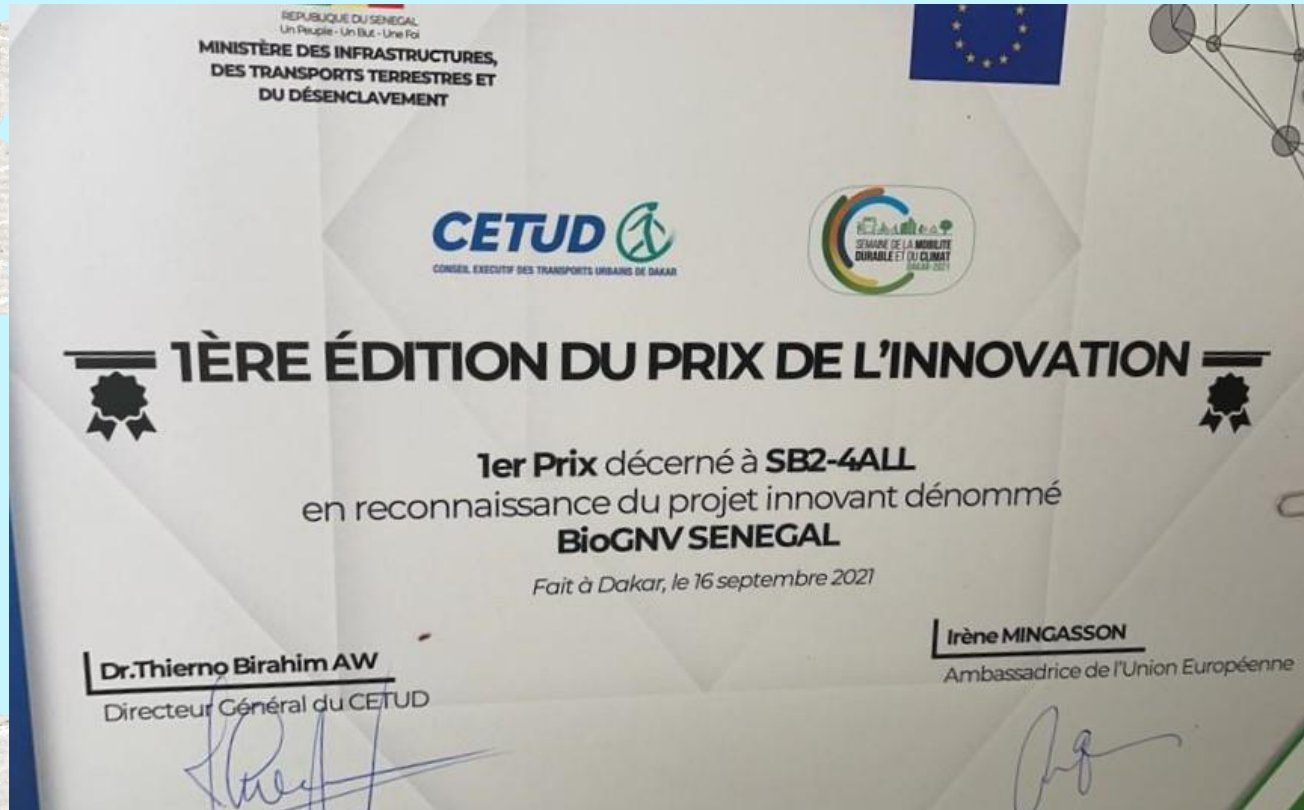 REPUBLIQUE DU SENEGAL
Un Peuple - Un But - Une Foi
MINISTÈRE DES INFRASTRUCTURES,
DES TRANSPORTS TERRESTRES ET
DU DÉSENCLAVEMENT
CETUD
CONSEIL EXECUTIF DES TRANSPORTS URBAINS DE DAKAR
SEMAINE DE LA MOBILITE
DURABLE ET DU CLIMAT
DAKAR-2021
1ÈRE ÉDITION DU PRIX DE L'INNOVATION
1er Prix décerné à SB2-4ALL
en reconnaissance du projet innovant dénommé
BioGNV SENEGAL
Fait à Dakar, le 16 septembre 2021
Dr.Thierno Birahim AW
Directeur Général du CETUD
Irène MINGASSON
Ambassadrice de l'Union Européenne